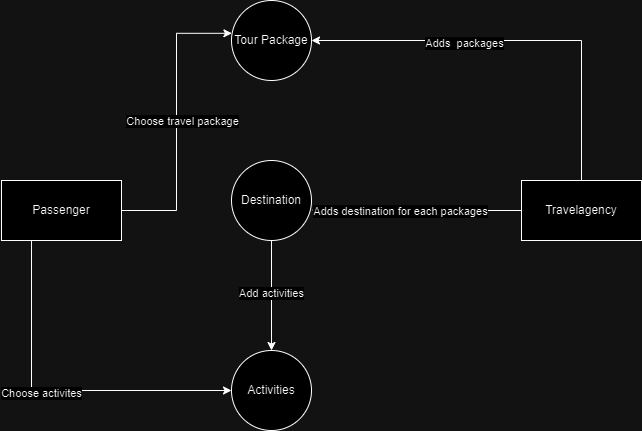 Tour Package
Adds  packages
Choose travel package
Passenger
Destination
Adds destination for each packages
Travelagency
Add activities
Choose activites
Activities